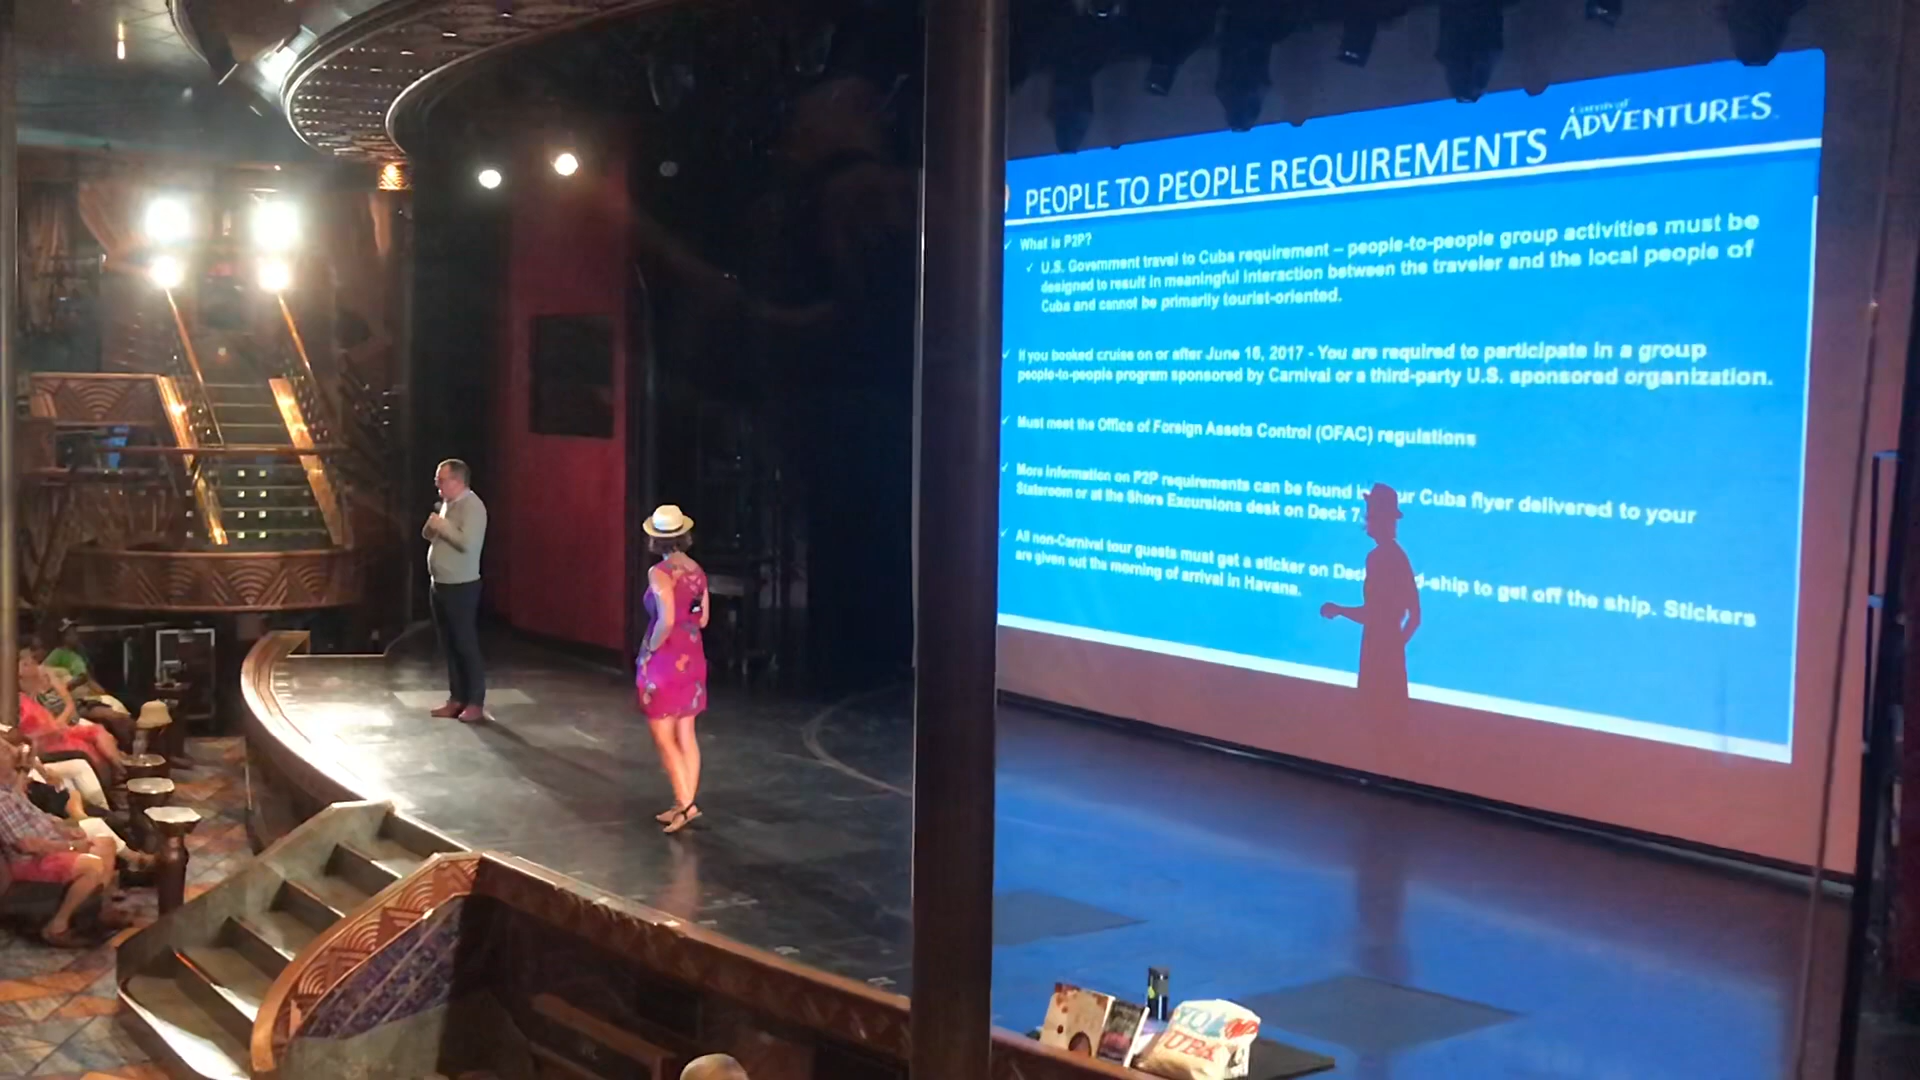 Carnival
ADVENTURES
PEOPLE TO PEOPLE REQUIREMENTS
What is P2P?
U.S. Government travel to Cuba requirement – people-to-people group activities must be
designed to result in meaningful interaction between the traveler and the local people of
Cuba and cannot be primarily tourist-oriented.
If you booked cruise on or after June 16, 2017 - You are required to participate in a group
people-to-people program sponsored by Carnival or a third-party U.S. sponsored organization.
Must meet the Office of Foreign Assets Control (OFAC) regulations
More information on P2P requirements can be found ur Cuba flyer delivered to your
Stateroom or at the Shore Excursions desk on Deck 7
All non-Carnival tour guests must get a sticker on Dec d-ship to get off the ship. Stickers
are given out the morning of arrival in Havana.
YO
UBA